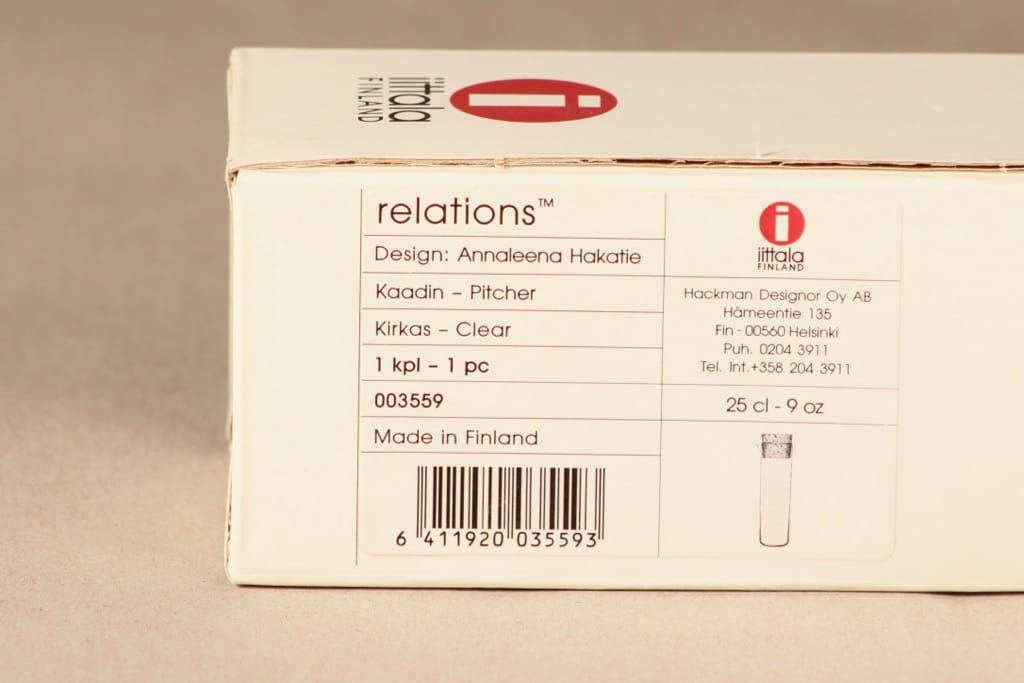 iittala
FINLAND
i
relations™
Design: Annaleena Hakatie
Kaadin – Pitcher
Kirkas – Clear
1 kpl – 1 pc
003559
Made in Finland
6 411920 035593
i
iittala
FINLAND
Hackman Designor Oy AB
Hämeentie 135
Fin - 00560 Helsinki
Puh. 0204 3911
Tel. Int.+358 204 3911
25 cl - 9 oz